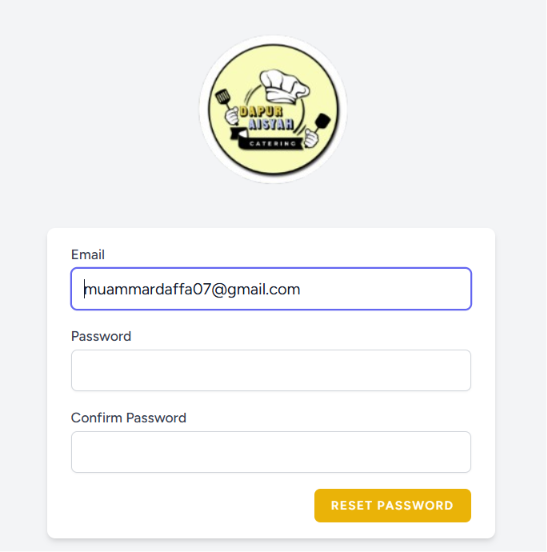 DAPUR
AISYAH
CATERING
Email
muammardaffa07@gmail.com
Password
Confirm Password
RESET PASSWORD